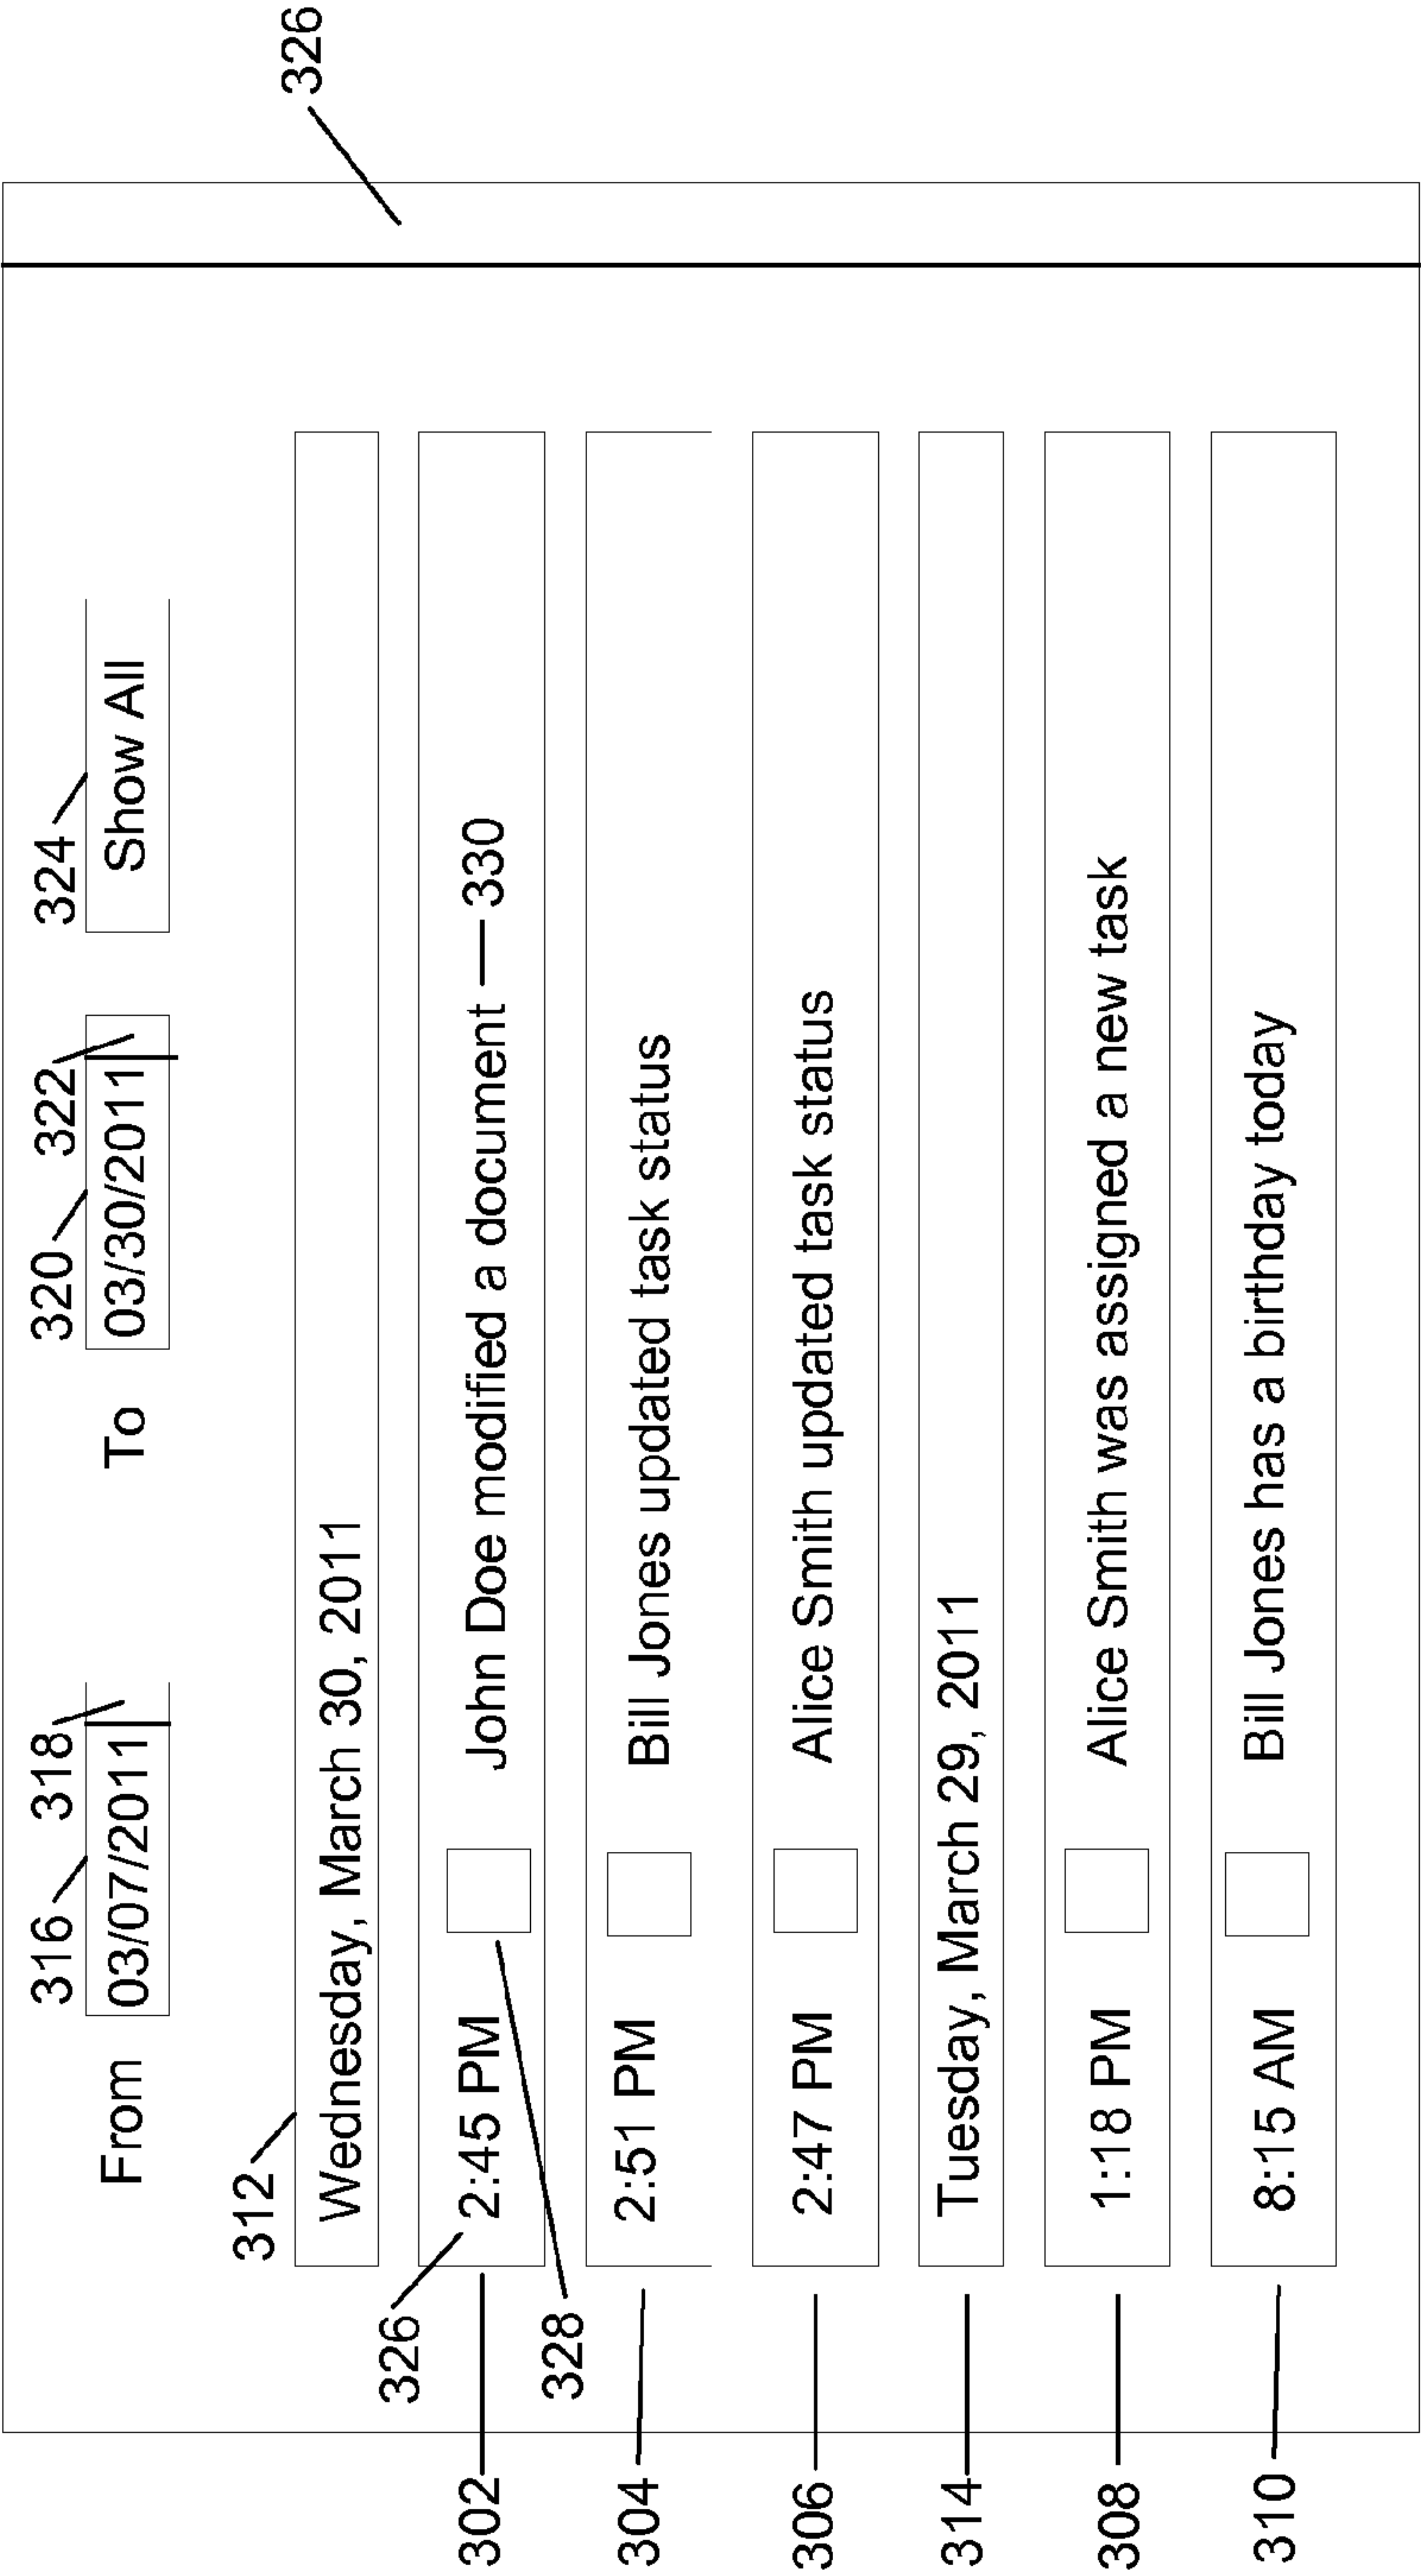 316 318 320 322 324
From 03/07/2011 To 03/30/2011 Show All
312
326
Wednesday, March 30, 2011
326
302 2:45 PM John Doe modified a document 330
328
304 2:51 PM Bill Jones updated task status
306 2:47 PM Alice Smith updated task status
314 Tuesday, March 29, 2011
308 1:18 PM Alice Smith was assigned a new task
310 8:15 AM Bill Jones has a birthday today